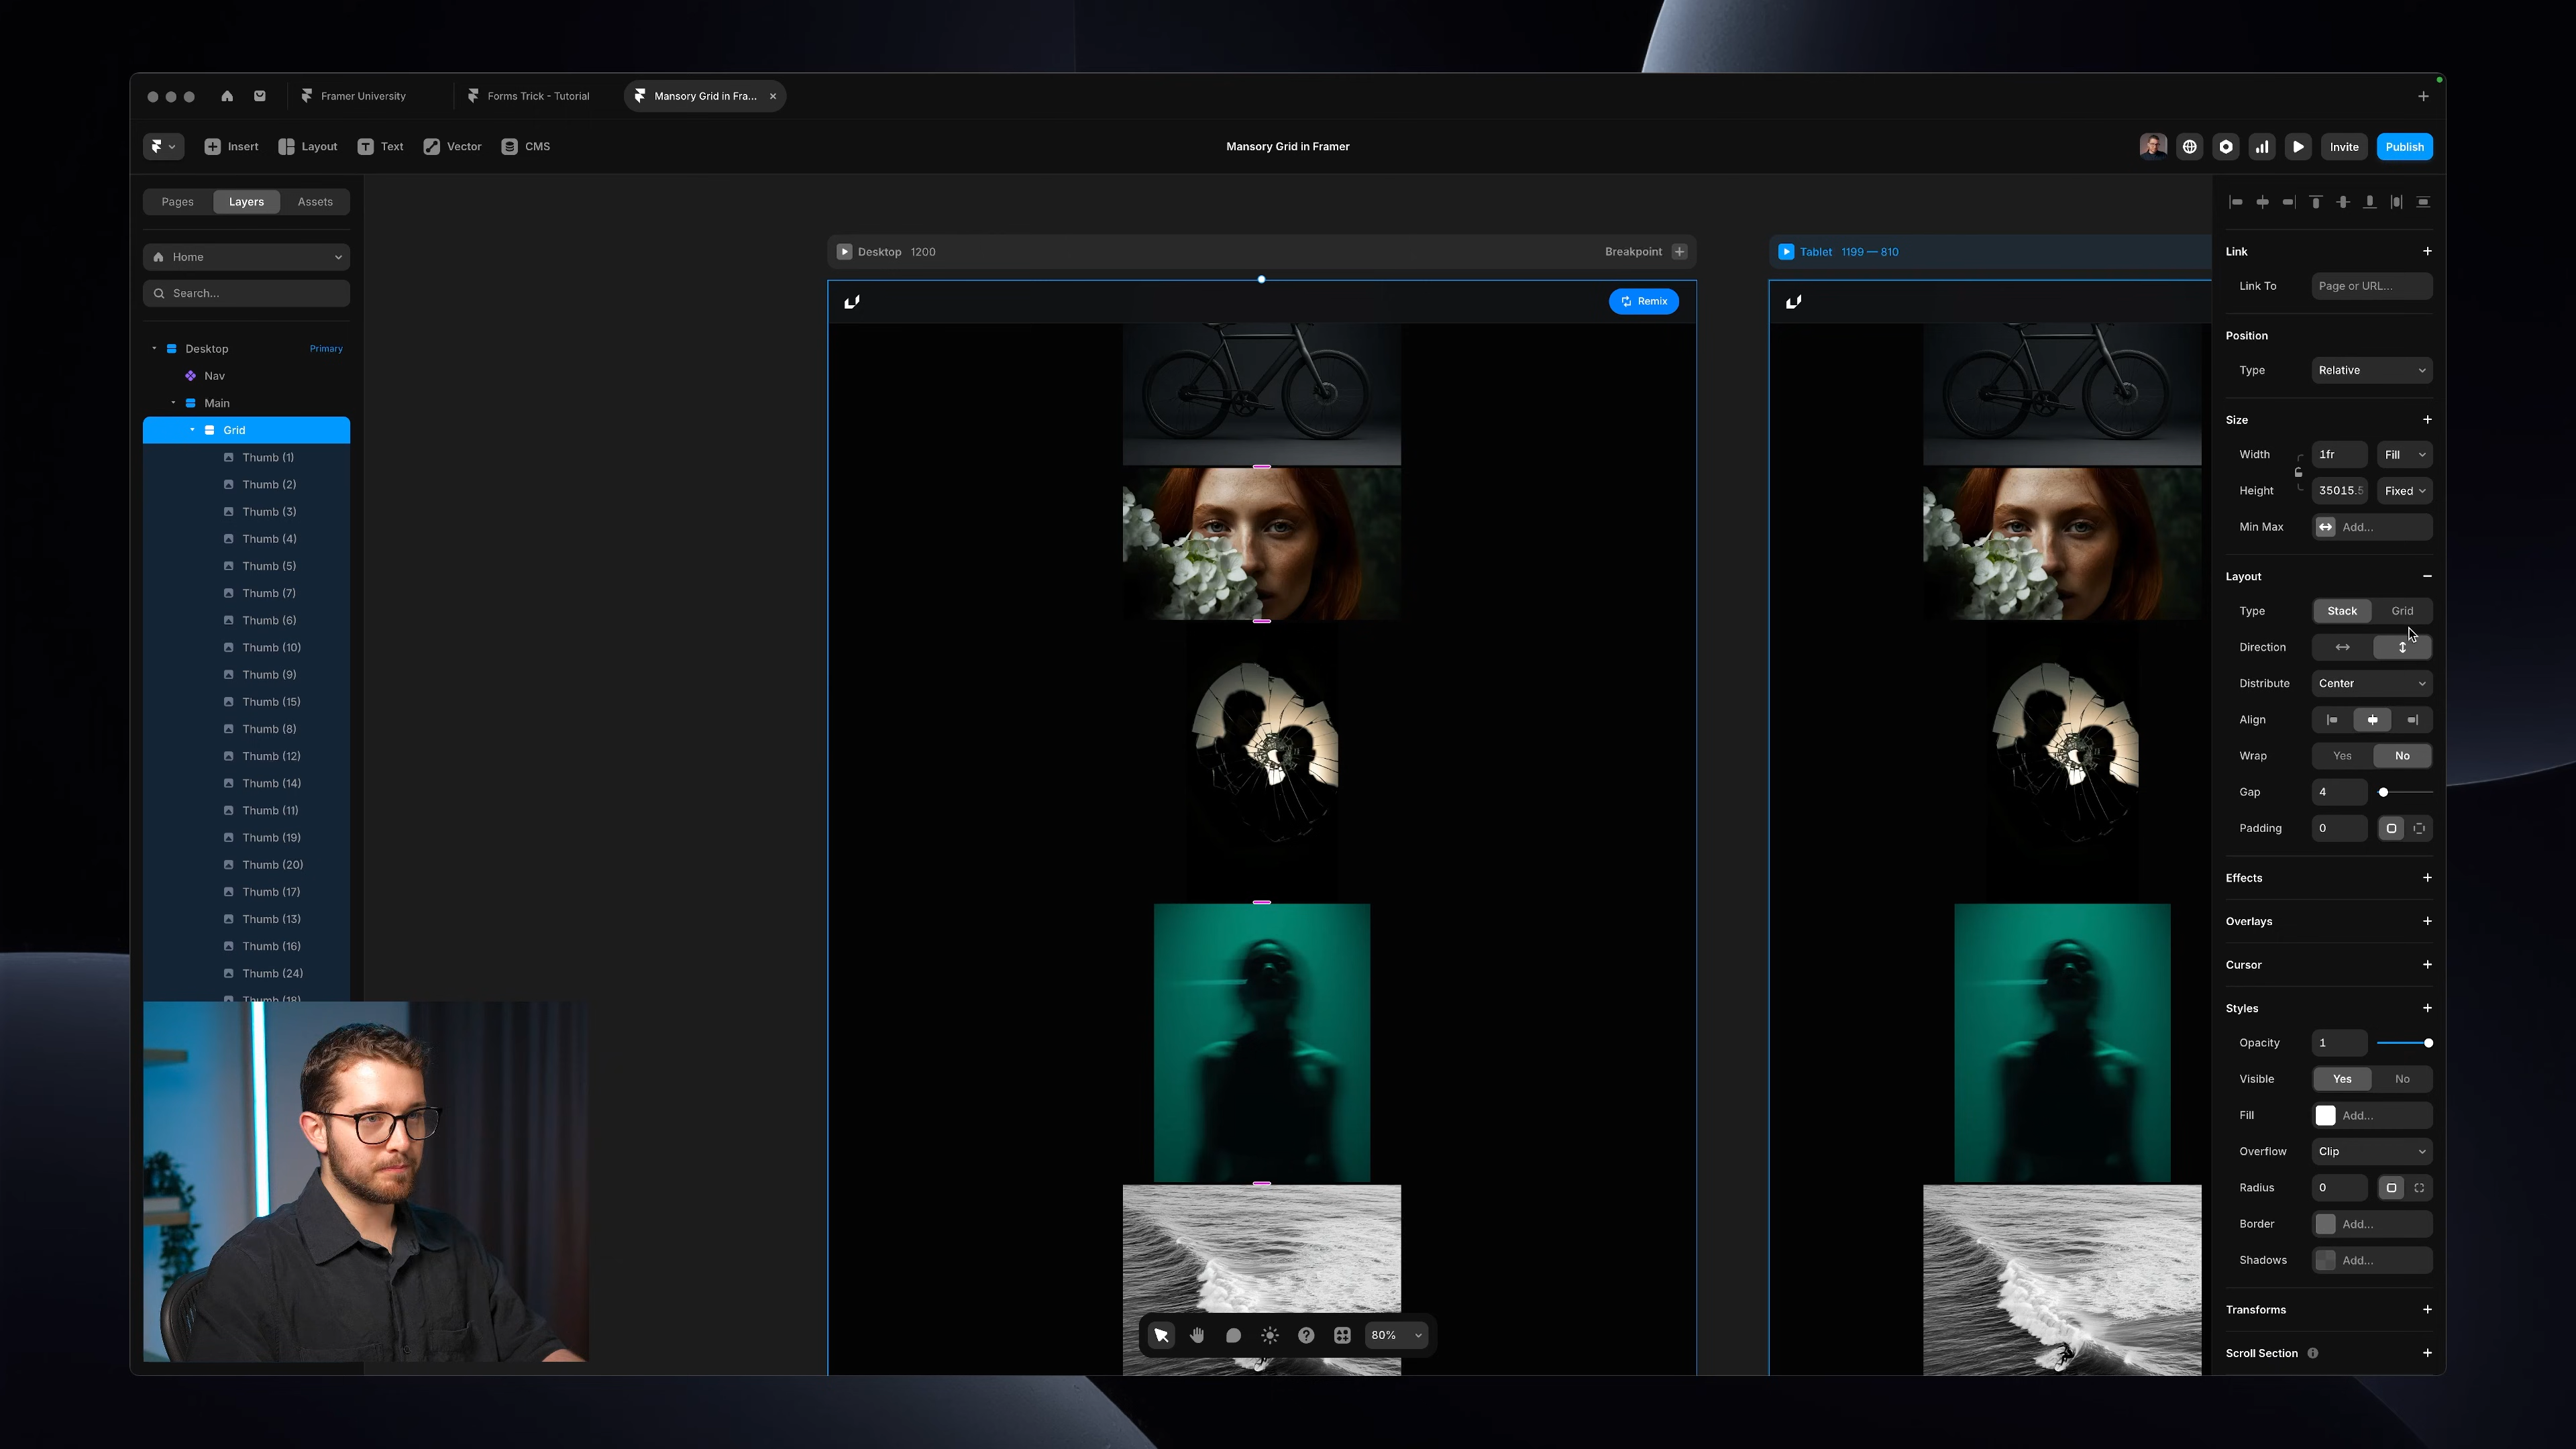 Framer University
Forms Trick - Tutorial
Mansory Grid in Fra...
Insert
Layout
Text
Vector
CMS
Mansory Grid in Framer
Invite
Publish
Pages
Layers
Assets
Home
Search...
Desktop
Primary
Nav
Main
Grid
Thumb (1)
Thumb (2)
Thumb (3)
Thumb (4)
Thumb (5)
Thumb (7)
Thumb (6)
Thumb (10)
Thumb (9)
Thumb (15)
Thumb (8)
Thumb (12)
Thumb (14)
Thumb (11)
Thumb (19)
Thumb (20)
Thumb (17)
Thumb (13)
Thumb (16)
Thumb (24)
Thumb (18)
Desktop 1200
Breakpoint
Remix
Tablet 1199 — 810
80%
Link
Link To Page or URL...
Position
Type Relative
Size
Width 1fr Fill
Height 35015.5 Fixed
Min Max Add...
Layout
Type Stack Grid
Direction
Distribute Center
Align
Wrap Yes No
Gap 4
Padding 0
Effects
Overlays
Cursor
Styles
Opacity 1
Visible Yes No
Fill Add...
Overflow Clip
Radius 0
Border Add...
Shadows Add...
Transforms
Scroll Section